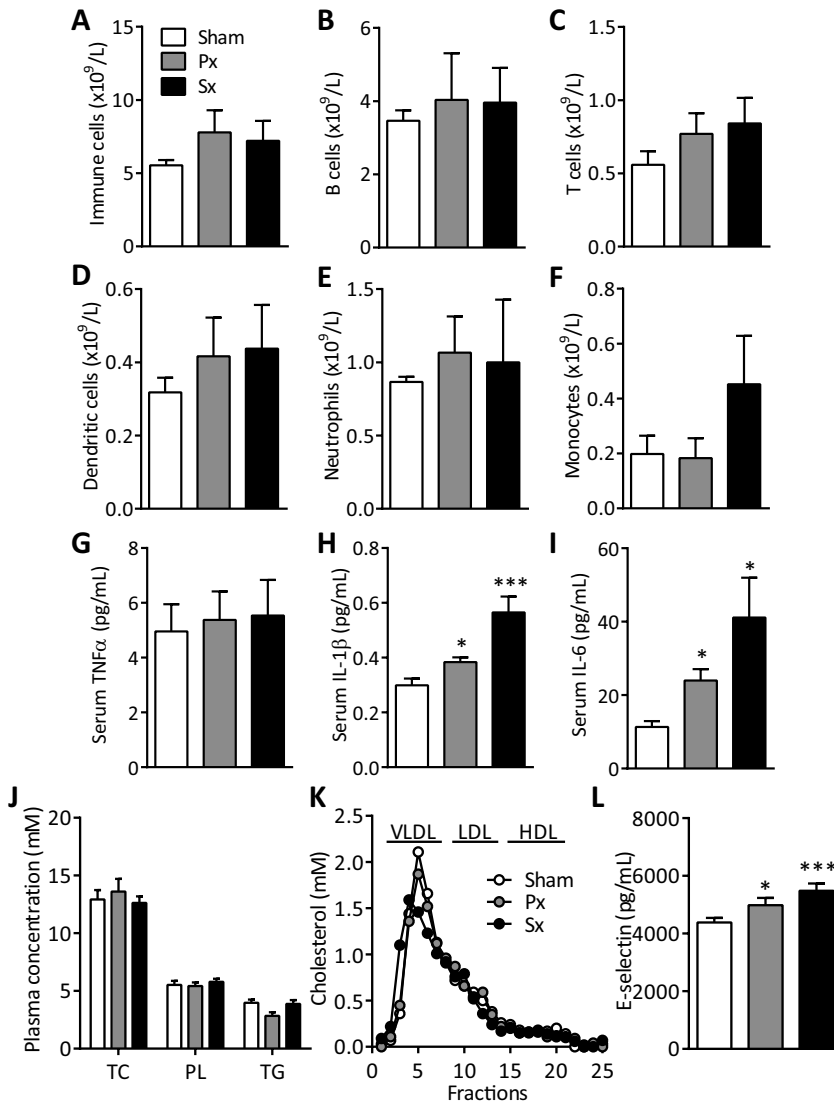 A
Immune cells (x10⁹/L)
15
10
5
0
Sham
Px
Sx
B
B cells (x10⁹/L)
6
4
2
0
C
T cells (x10⁹/L)
1.5
1.0
0.5
0.0
D
Dendritic cells (x10⁹/L)
0.6
0.4
0.2
0.0
E
Neutrophils (x10⁹/L)
1.5
1.0
0.5
0.0
F
Monocytes (x10⁹/L)
0.8
0.6
0.4
0.2
0.0
G
Serum TNFα (pg/mL)
8
6
4
2
0
H
Serum IL-1β (pg/mL)
0.8
0.6
0.4
0.2
0.0
*
***
I
Serum IL-6 (pg/mL)
60
40
20
0
*
*
J
Plasma concentration (mM)
20
15
10
5
0
TC PL TG
K
Cholesterol (mM)
2.5
2.0
1.5
1.0
0.5
0.0
VLDL LDL HDL
Sham
Px
Sx
0 5 10 15 20 25
Fractions
L
E-selectin (pg/mL)
8000
6000
4000
2000
0
*
***